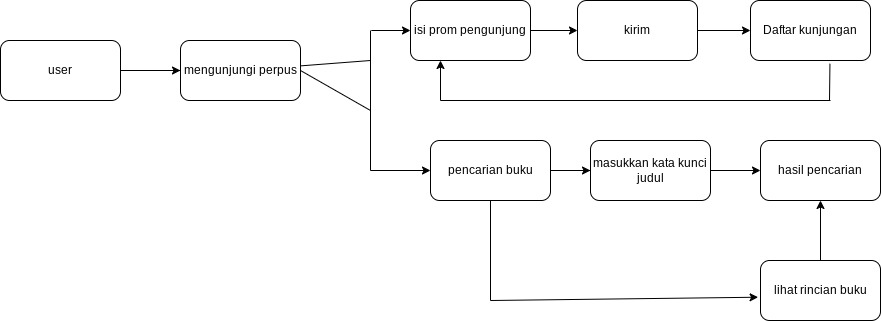 user
mengunjungi perpus
isi prom pengunjung
kirim
Daftar kunjungan
pencarian buku
masukkan kata kunci
judul
hasil pencarian
lihat rincian buku